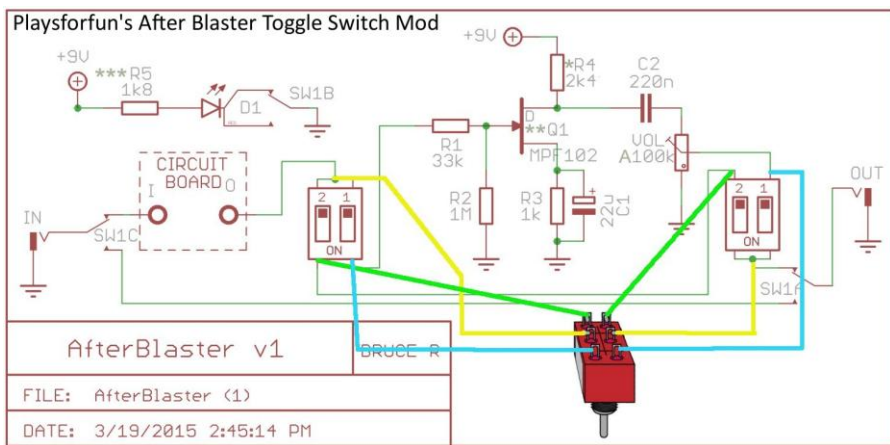 Playsforfun's After Blaster Toggle Switch Mod
+9V
***R5
1k8
D1
SW1B
+9V
*R4
2k4
C2
220n
D
**Q1
MPF102
R1
33k
VOL
A100k
CIRCUIT
BOARD
I
O
2 1
ON
R2
1M
R3
1k
+
22u
C1
2 1
ON
OUT
IN
SW1C
SW1A
AfterBlaster v1
BRUCE R
FILE: AfterBlaster (1)
DATE: 3/19/2015 2:45:14 PM